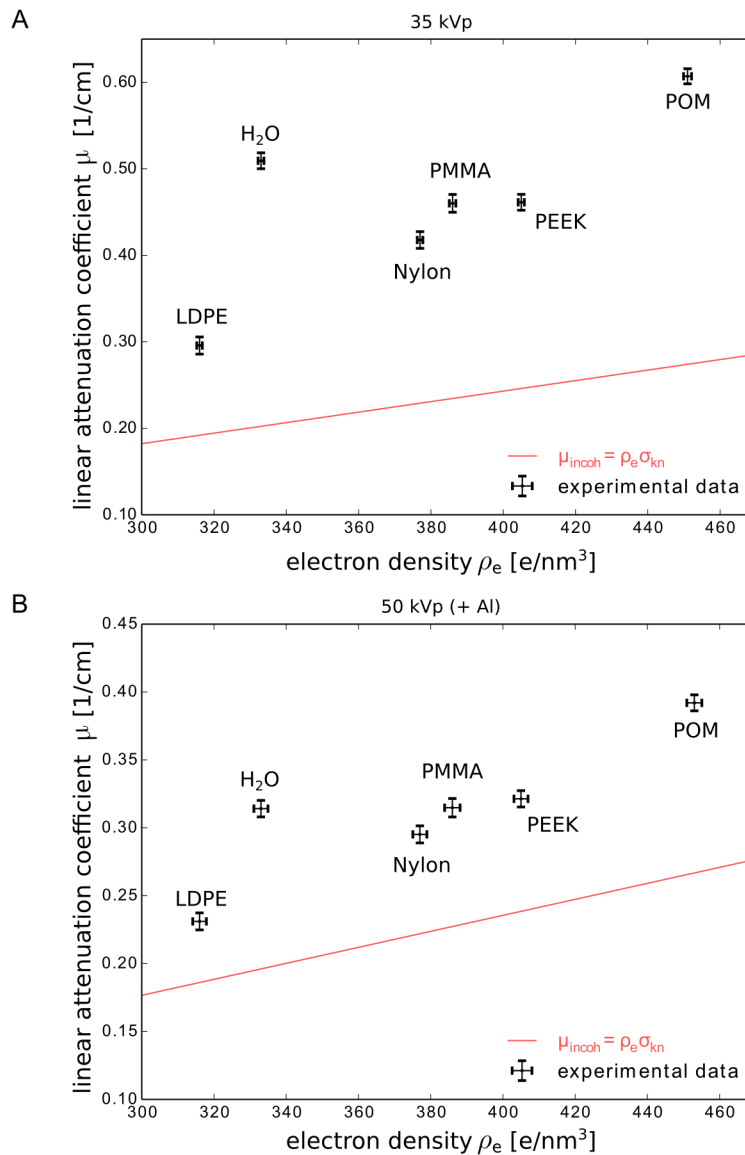 A
35 kVp
linear attenuation coefficient μ [1/cm]
0.60
0.50
0.40
0.30
0.20
0.10
POM
H₂O
PMMA
PEEK
Nylon
LDPE
μincoh = ρeσkn
experimental data
300 320 340 360 380 400 420 440 460
electron density ρe [e/nm³]
B
50 kVp (+ Al)
linear attenuation coefficient μ [1/cm]
0.45
0.40
0.35
0.30
0.25
0.20
0.15
0.10
POM
H₂O
PMMA
PEEK
Nylon
LDPE
μincoh = ρeσkn
experimental data
300 320 340 360 380 400 420 440 460
electron density ρe [e/nm³]